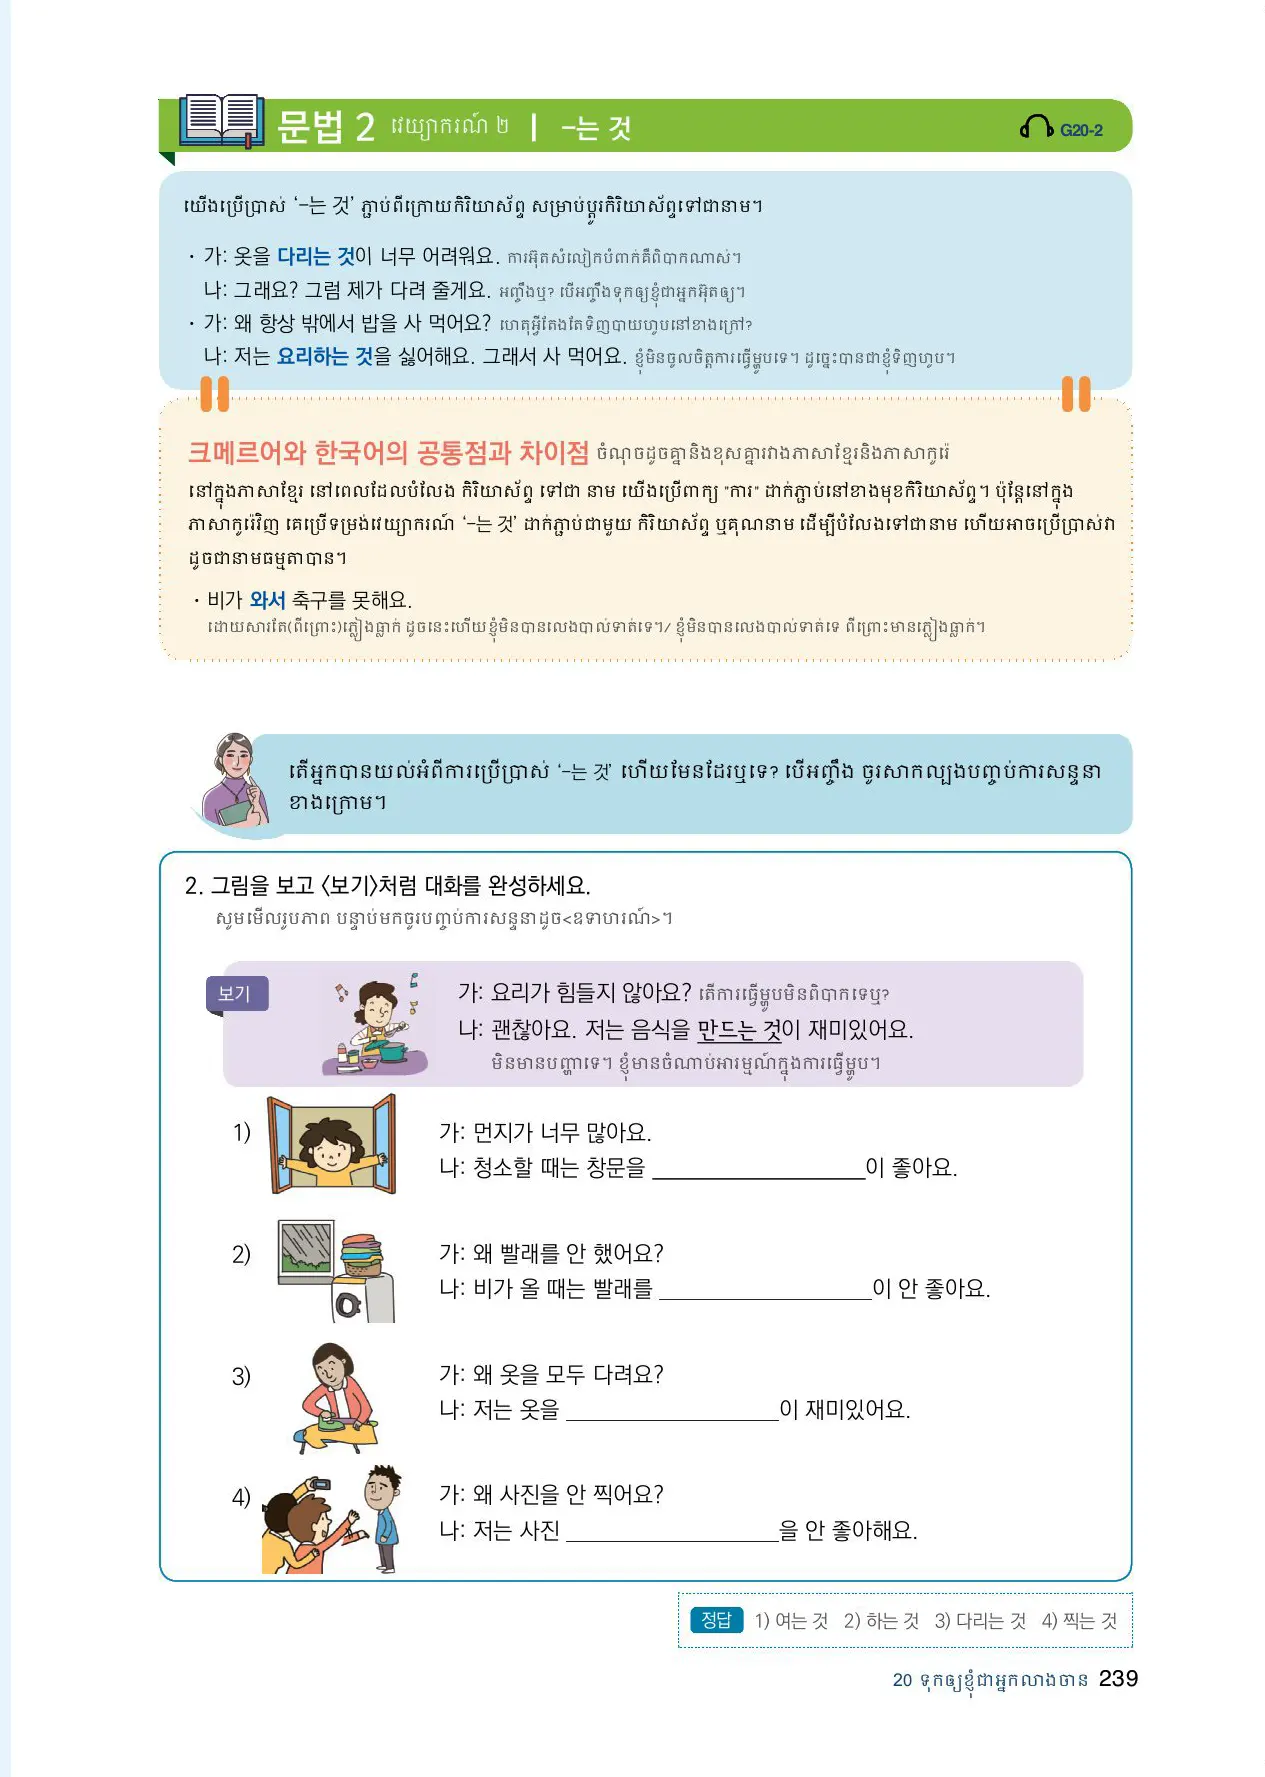 문법 2 វេយ្យាករណ៍ ២ | -는 것 G20-2
យើងប្រើប្រាស់ ‘-는 것’ ភ្ជាប់ពីក្រោយកិរិយាស័ព្ទ សម្រាប់ប្តូរកិរិយាស័ព្ទទៅជានាម។
• 가: 옷을 다리는 것이 너무 어려워요. ការអ៊ុតសំលៀកបំពាក់គឺពិបាកណាស់។
나: 그래요? 그럼 제가 다려 줄게요. អញ្ចឹងឬ? បើអញ្ចឹងទុកឲ្យខ្ញុំជាអ្នកអ៊ុតឲ្យ។
• 가: 왜 항상 밖에서 밥을 사 먹어요? ហេតុអ្វីតែងតែទិញបាយហូបនៅខាងក្រៅ?
나: 저는 요리하는 것을 싫어해요. 그래서 사 먹어요. ខ្ញុំមិនចូលចិត្តការធ្វើម្ហូបទេ។ ដូច្នេះបានជាខ្ញុំទិញហូប។
크메르어와 한국어의 공통점과 차이점 ចំណុចដូចគ្នានិងខុសគ្នារវាងភាសាខ្មែរនិងភាសាកូរ៉េ
នៅក្នុងភាសាខ្មែរ នៅពេលដែលបំលែង កិរិយាស័ព្ទ ទៅជា នាម យើងប្រើពាក្យ "ការ" ដាក់ភ្ជាប់នៅខាងមុខកិរិយាស័ព្ទ។ ប៉ុន្តែនៅក្នុង
ភាសាកូរ៉េវិញ គេប្រើទម្រង់វេយ្យាករណ៍ ‘-는 것’ ដាក់ភ្ជាប់ជាមួយ កិរិយាស័ព្ទ ឬគុណនាម ដើម្បីបំលែងទៅជានាម ហើយអាចប្រើប្រាស់វា
ដូចជានាមធម្មតាបាន។
• 비가 와서 축구를 못해요.
ដោយសារតែ(ពីព្រោះ)ភ្លៀងធ្លាក់ ដូចនេះហើយខ្ញុំមិនបានលេងបាល់ទាត់ទេ។/ ខ្ញុំមិនបានលេងបាល់ទាត់ទេ ពីព្រោះមានភ្លៀងធ្លាក់។
តើអ្នកបានយល់អំពីការប្រើប្រាស់ ‘-는 것’ ហើយមែនដែរឬទេ? បើអញ្ចឹង ចូរសាកល្បងបញ្ចប់ការសន្ទនា
ខាងក្រោម។
2. 그림을 보고 〈보기〉처럼 대화를 완성하세요.
សូមមើលរូបភាព បន្ទាប់មកចូរបញ្ចប់ការសន្ទនាដូច<ឧទាហរណ៍>។
보기
가: 요리가 힘들지 않아요? តើការធ្វើម្ហូបមិនពិបាកទេឬ?
나: 괜찮아요. 저는 음식을 만드는 것이 재미있어요.
មិនមានបញ្ហាទេ។ ខ្ញុំមានចំណាប់អារម្មណ៍ក្នុងការធ្វើម្ហូប។
1) 가: 먼지가 너무 많아요.
나: 청소할 때는 창문을 ____________________이 좋아요.
2) 가: 왜 빨래를 안 했어요?
나: 비가 올 때는 빨래를 ____________________이 안 좋아요.
3) 가: 왜 옷을 모두 다려요?
나: 저는 옷을 ____________________이 재미있어요.
4) 가: 왜 사진을 안 찍어요?
나: 저는 사진 ____________________을 안 좋아해요.
정답 1) 여는 것 2) 하는 것 3) 다리는 것 4) 찍는 것
20 ទុកឲ្យខ្ញុំជាអ្នកលាងចាន 239